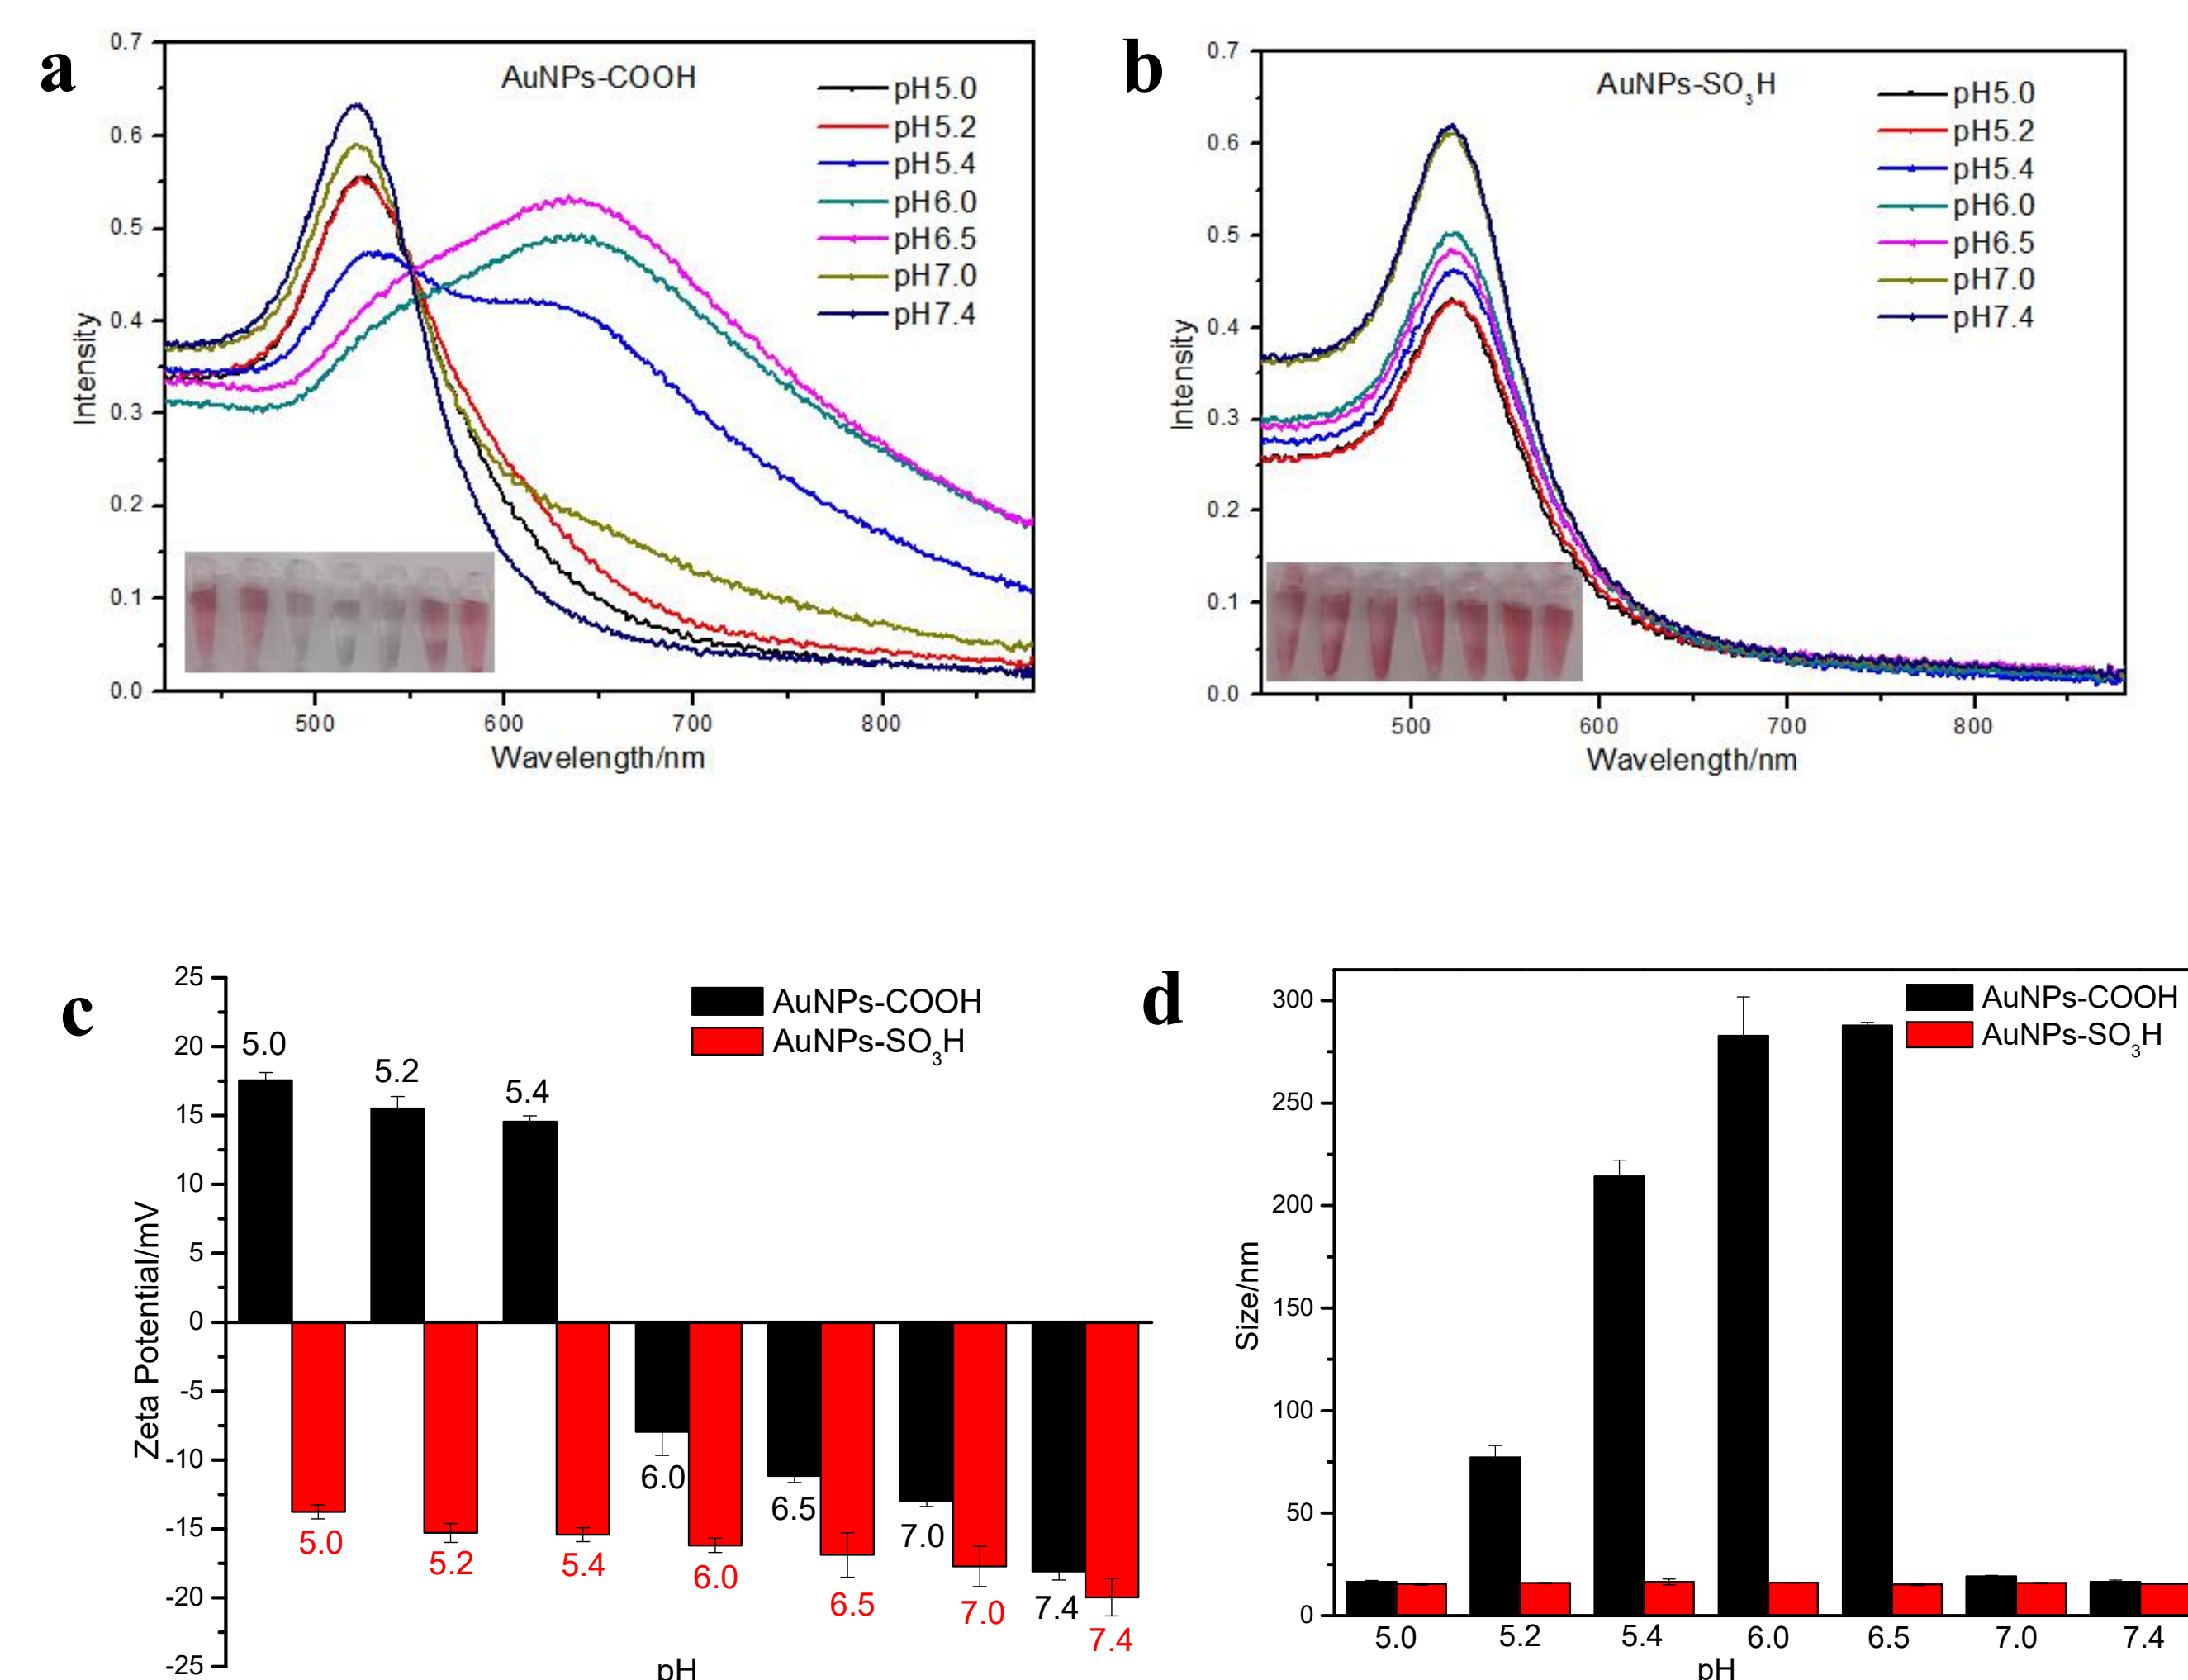 a
AuNPs-COOH
pH5.0
pH5.2
pH5.4
pH6.0
pH6.5
pH7.0
pH7.4
0.7
0.6
0.5
0.4
0.3
0.2
0.1
0.0
Intensity
500 600 700 800
Wavelength/nm
b
AuNPs-SO3H
pH5.0
pH5.2
pH5.4
pH6.0
pH6.5
pH7.0
pH7.4
0.7
0.6
0.5
0.4
0.3
0.2
0.1
0.0
Intensity
500 600 700 800
Wavelength/nm
c
AuNPs-COOH
AuNPs-SO3H
25
20
15
10
5
0
-5
-10
-15
-20
-25
Zeta Potential/mV
5.0
5.2
5.4
6.0
6.5
7.0
7.4
5.0
5.2
5.4
6.0
6.5
7.0
7.4
pH
d
AuNPs-COOH
AuNPs-SO3H
300
250
200
150
100
50
0
Size/nm
5.0 5.2 5.4 6.0 6.5 7.0 7.4
pH